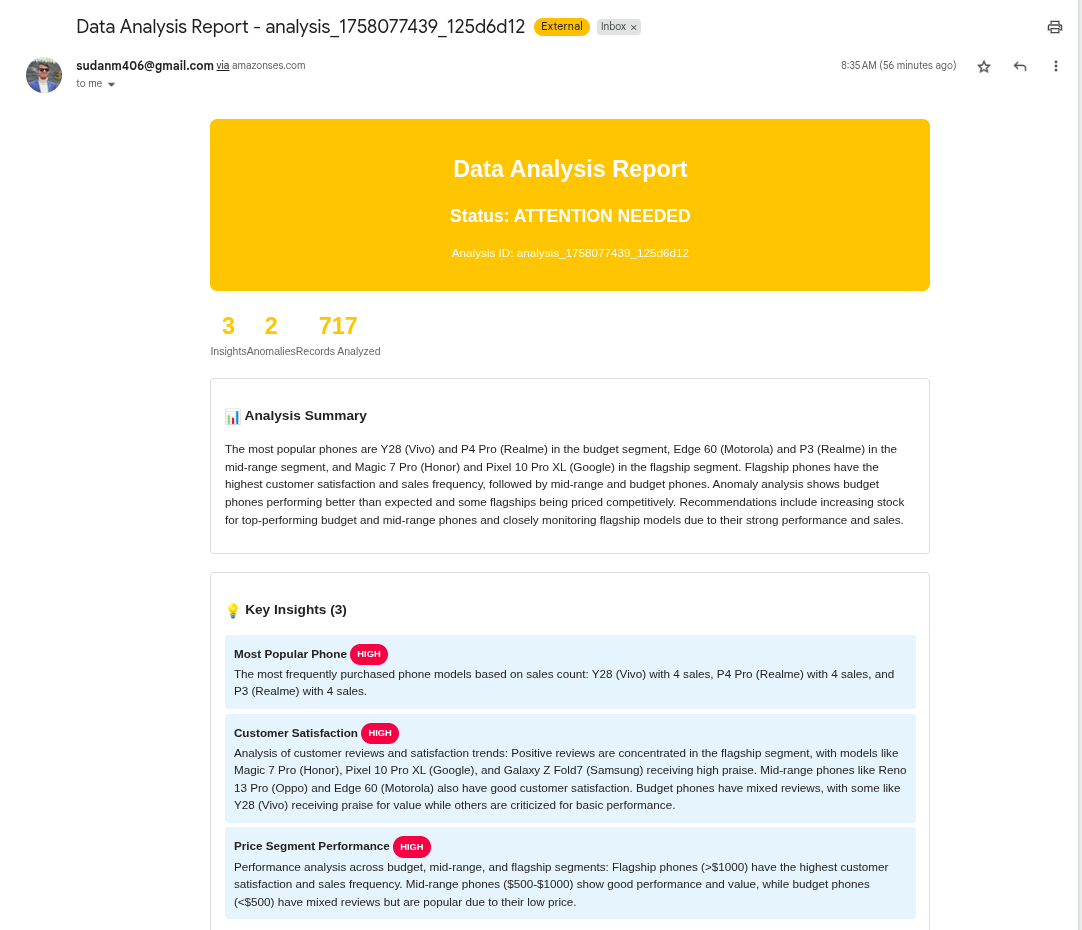 Data Analysis Report - analysis_1758077439_125d6d12 External Inbox ×
sudanm406@gmail.com via amazonses.com 8:35 AM (56 minutes ago)
to me
Data Analysis Report
Status: ATTENTION NEEDED
Analysis ID: analysis_1758077439_125d6d12
3 2 717
InsightsAnomaliesRecords Analyzed
📊 Analysis Summary
The most popular phones are Y28 (Vivo) and P4 Pro (Realme) in the budget segment, Edge 60 (Motorola) and P3 (Realme) in the
mid-range segment, and Magic 7 Pro (Honor) and Pixel 10 Pro XL (Google) in the flagship segment. Flagship phones have the
highest customer satisfaction and sales frequency, followed by mid-range and budget phones. Anomaly analysis shows budget
phones performing better than expected and some flagships being priced competitively. Recommendations include increasing stock
for top-performing budget and mid-range phones and closely monitoring flagship models due to their strong performance and sales.
💡 Key Insights (3)
Most Popular Phone HIGH
The most frequently purchased phone models based on sales count: Y28 (Vivo) with 4 sales, P4 Pro (Realme) with 4 sales, and
P3 (Realme) with 4 sales.
Customer Satisfaction HIGH
Analysis of customer reviews and satisfaction trends: Positive reviews are concentrated in the flagship segment, with models like
Magic 7 Pro (Honor), Pixel 10 Pro XL (Google), and Galaxy Z Fold7 (Samsung) receiving high praise. Mid-range phones like Reno
13 Pro (Oppo) and Edge 60 (Motorola) also have good customer satisfaction. Budget phones have mixed reviews, with some like
Y28 (Vivo) receiving praise for value while others are criticized for basic performance.
Price Segment Performance HIGH
Performance analysis across budget, mid-range, and flagship segments: Flagship phones (>$1000) have the highest customer
satisfaction and sales frequency. Mid-range phones ($500-$1000) show good performance and value, while budget phones
(<$500) have mixed reviews but are popular due to their low price.